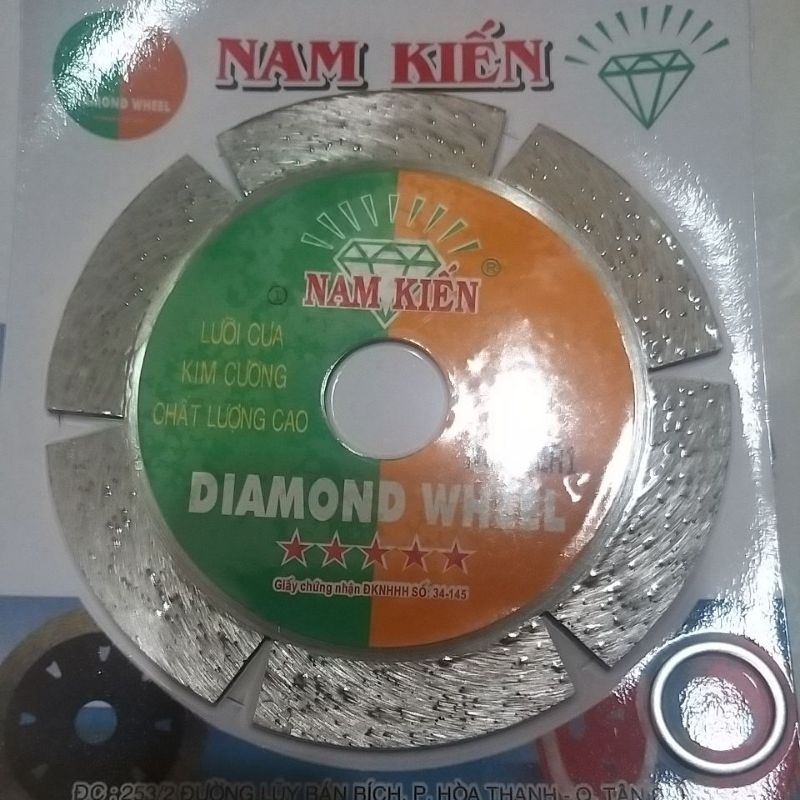 NAM KIẾN
DIAMOND WHEEL
NAM KIẾN ®
LƯỠI CƯA
KIM CƯƠNG
CHẤT LƯỢNG CAO
DIAMOND WHEEL
Giấy chứng nhận ĐKNHHH SỐ: 34-145
ĐC: 253/2 ĐƯỜNG LŨY BÁN BÍCH, P. HÒA THẠNH - Q. TÂN